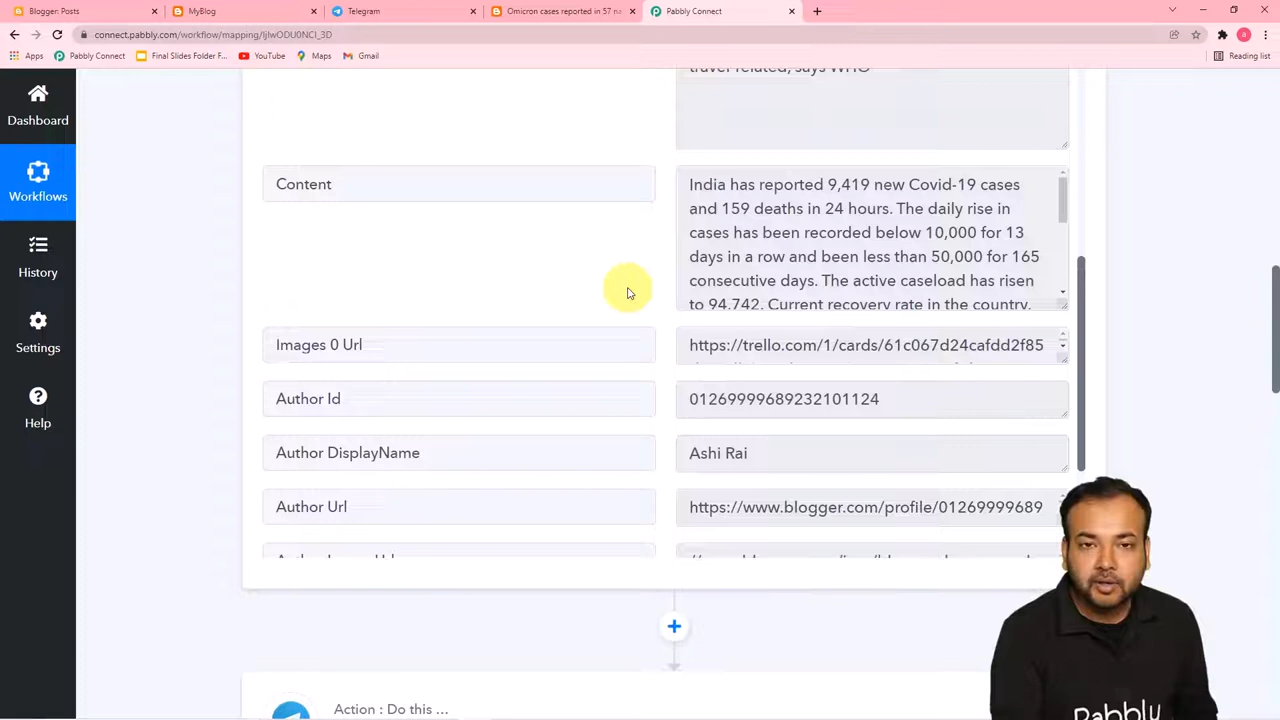 Blogger: Posts
MyBlog
Telegram
Omicron cases reported in 57 na
Pabbly Connect
connect.pabbly.com/workflow/mapping/IjIwODU0NCI_3D
Apps
Pabbly Connect
Final Slides Folder F...
YouTube
Maps
Gmail
Reading list
Dashboard
Workflows
History
Settings
Help
travel related, says WHO
Content
India has reported 9,419 new Covid-19 cases
and 159 deaths in 24 hours. The daily rise in
cases has been recorded below 10,000 for 13
days in a row and been less than 50,000 for 165
consecutive days. The active caseload has risen
to 94,742. Current recovery rate in the country,
Images 0 Url
https://trello.com/1/cards/61c067d24cafdd2f85
Author Id
01269999689232101124
Author DisplayName
Ashi Rai
Author Url
https://www.blogger.com/profile/01269999689
Action : Do this ...
Pabbly